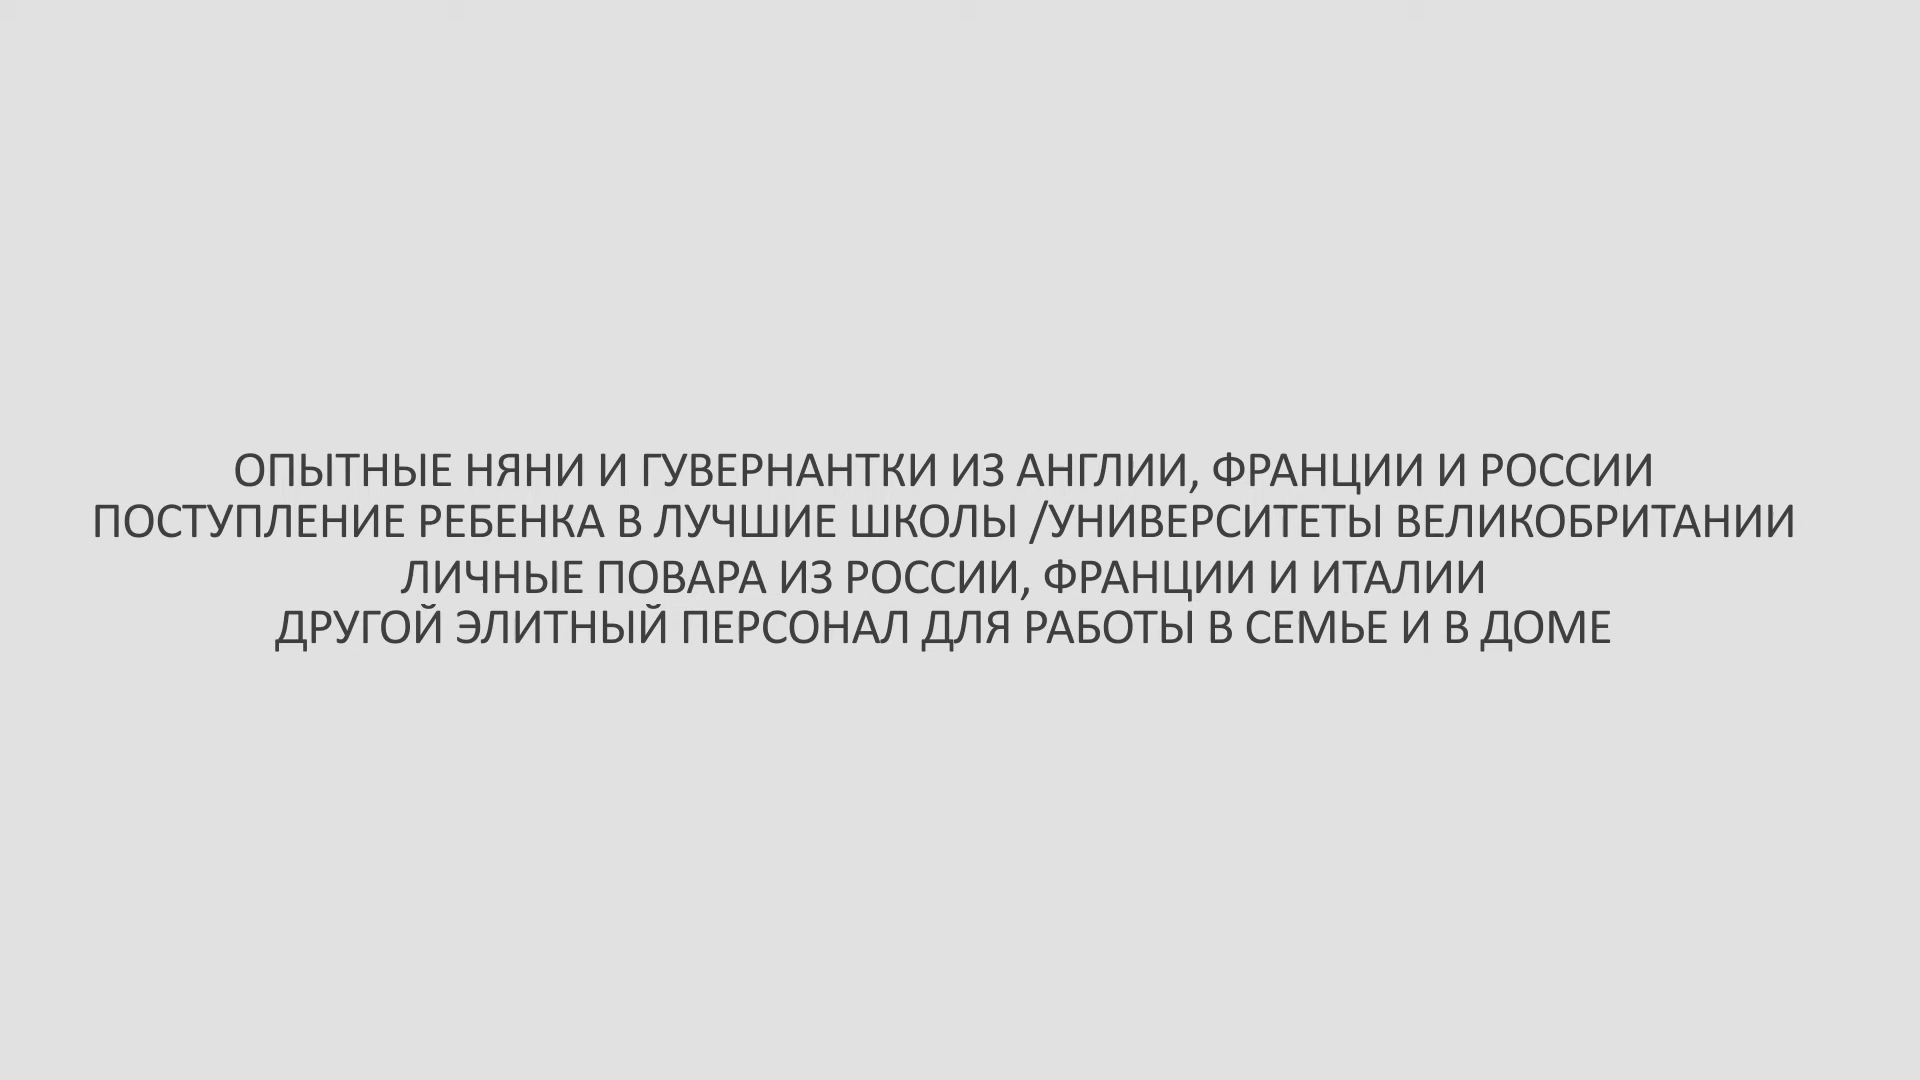 ОПЫТНЫЕ НЯНИ И ГУВЕРНАНТКИ ИЗ АНГЛИИ, ФРАНЦИИ И РОССИИ
ПОСТУПЛЕНИЕ РЕБЕНКА В ЛУЧШИЕ ШКОЛЫ /УНИВЕРСИТЕТЫ ВЕЛИКОБРИТАНИИ
ЛИЧНЫЕ ПОВАРА ИЗ РОССИИ, ФРАНЦИИ И ИТАЛИИ
ДРУГОЙ ЭЛИТНЫЙ ПЕРСОНАЛ ДЛЯ РАБОТЫ В СЕМЬЕ И В ДОМЕ